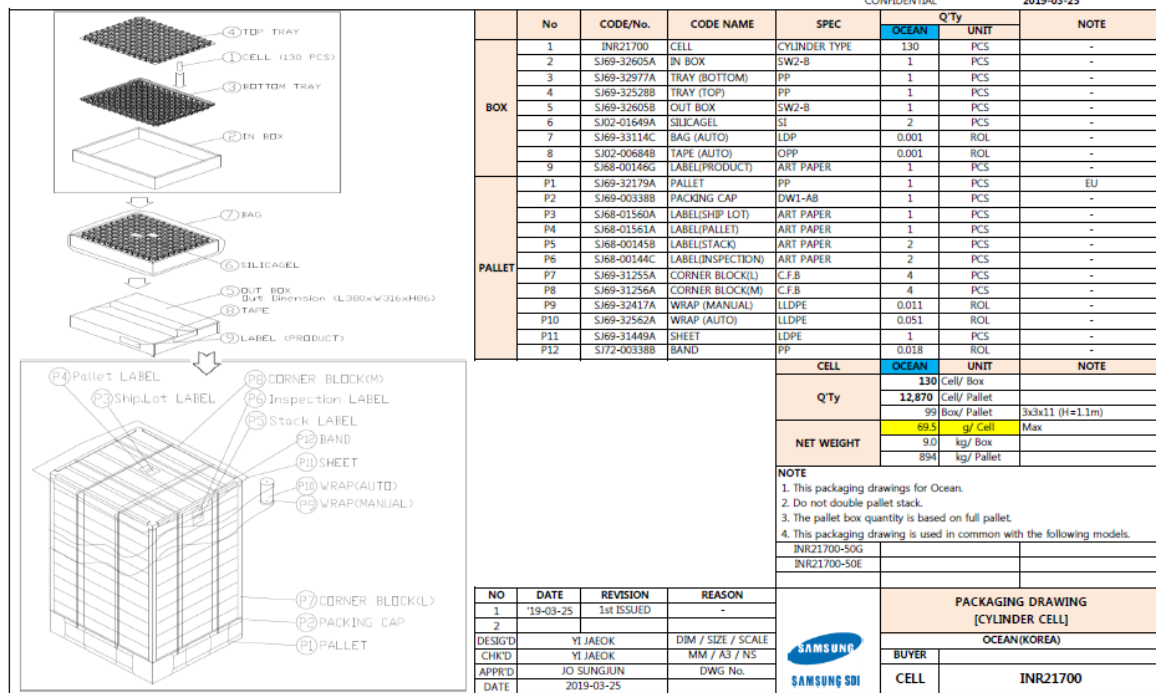 CONFIDENTIAL 2019-03-25
④TOP TRAY
①CELL (130 PCS)
③BOTTOM TRAY
②IN BOX
⑦BAG
⑥SILICAGEL
⑤OUT BOX
Out Dimension (L380xW316xH86)
⑧TAPE
⑨LABEL (PRODUCT)
P4 Pallet LABEL
P3 Ship.Lot LABEL
P8 CORNER BLOCK(M)
P6 Inspection LABEL
P5 Stack LABEL
P12 BAND
P11 SHEET
P10 WRAP(AUTO)
P9 WRAP(MANUAL)
P7 CORNER BLOCK(L)
P2 PACKING CAP
P1 PALLET
No CODE/No. CODE NAME SPEC Q'Ty NOTE
OCEAN UNIT
BOX
1 INR21700 CELL CYLINDER TYPE 130 PCS -
2 SJ69-32605A IN BOX SW2-B 1 PCS -
3 SJ69-32977A TRAY (BOTTOM) PP 1 PCS -
4 SJ69-32528B TRAY (TOP) PP 1 PCS -
5 SJ69-32605B OUT BOX SW2-B 1 PCS -
6 SJ02-01649A SILICAGEL SI 2 PCS -
7 SJ69-33114C BAG (AUTO) LDP 0.001 ROL -
8 SJ02-00684B TAPE (AUTO) OPP 0.001 ROL -
9 SJ68-00146G LABEL(PRODUCT) ART PAPER 1 PCS -
PALLET
P1 SJ69-32179A PALLET PP 1 PCS EU
P2 SJ69-00338B PACKING CAP DW1-AB 1 PCS -
P3 SJ68-01560A LABEL(SHIP LOT) ART PAPER 1 PCS -
P4 SJ68-01561A LABEL(PALLET) ART PAPER 1 PCS -
P5 SJ68-00145B LABEL(STACK) ART PAPER 2 PCS -
P6 SJ68-00144C LABEL(INSPECTION) ART PAPER 2 PCS -
P7 SJ69-31255A CORNER BLOCK(L) C.F.B 4 PCS -
P8 SJ69-31256A CORNER BLOCK(M) C.F.B 4 PCS -
P9 SJ69-32417A WRAP (MANUAL) LLDPE 0.011 ROL -
P10 SJ69-32562A WRAP (AUTO) LLDPE 0.051 ROL -
P11 SJ69-31449A SHEET LDPE 1 PCS -
P12 SJ72-00338B BAND PP 0.018 ROL -
CELL OCEAN UNIT NOTE
Q'Ty
130 Cell/ Box
12,870 Cell/ Pallet
99 Box/ Pallet 3x3x11 (H=1.1m)
NET WEIGHT
69.5 g/ Cell Max
9.0 kg/ Box
894 kg/ Pallet
NOTE
1. This packaging drawings for Ocean.
2. Do not double pallet stack.
3. The pallet box quantity is based on full pallet.
4. This packaging drawing is used in common with the following models.
INR21700-50G
INR21700-50E
NO DATE REVISION REASON
1 '19-03-25 1st ISSUED -
2
DESIG'D YI JAEOK DIM / SIZE / SCALE
CHK'D YI JAEOK MM / A3 / NS
APPR'D JO SUNGJUN DWG No.
DATE 2019-03-25
SAMSUNG
SAMSUNG SDI
PACKAGING DRAWING
[CYLINDER CELL]
OCEAN(KOREA)
BUYER
CELL INR21700